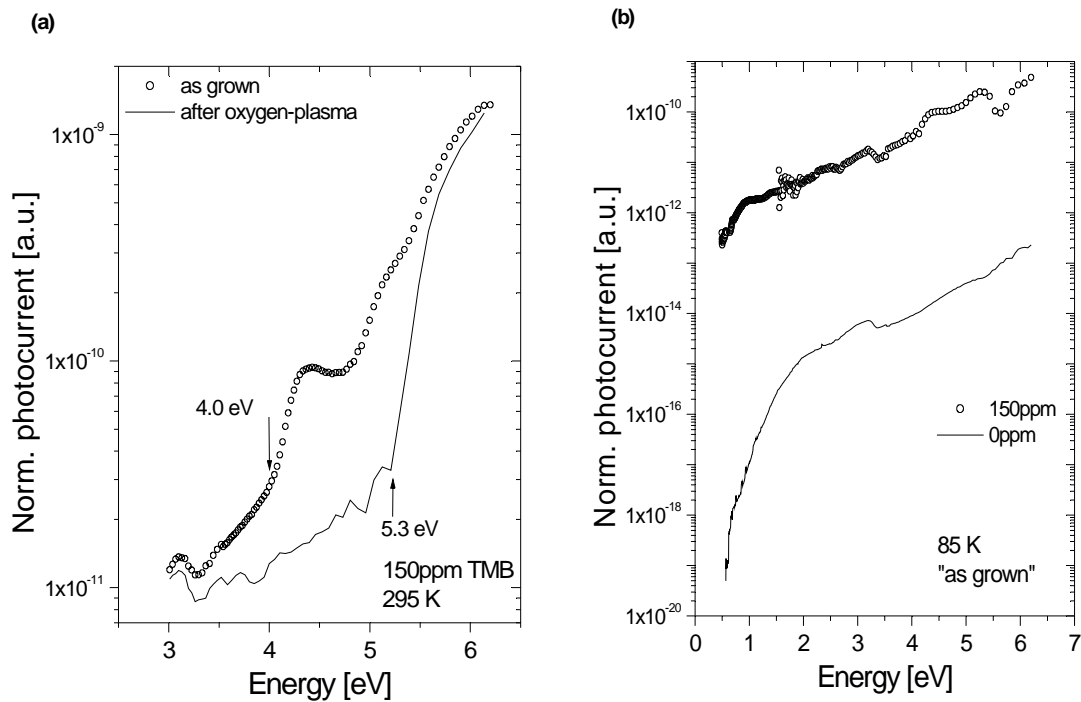 (a)
as grown
after oxygen-plasma
1x10⁻⁹
1x10⁻¹⁰
1x10⁻¹¹
Norm. photocurrent [a.u.]
4.0 eV
5.3 eV
150ppm TMB
295 K
3 4 5 6
Energy [eV]
(b)
1x10⁻¹⁰
1x10⁻¹²
1x10⁻¹⁴
1x10⁻¹⁶
1x10⁻¹⁸
1x10⁻²⁰
Norm. photocurrent [a.u.]
150ppm
0ppm
85 K
"as grown"
0 1 2 3 4 5 6 7
Energy [eV]